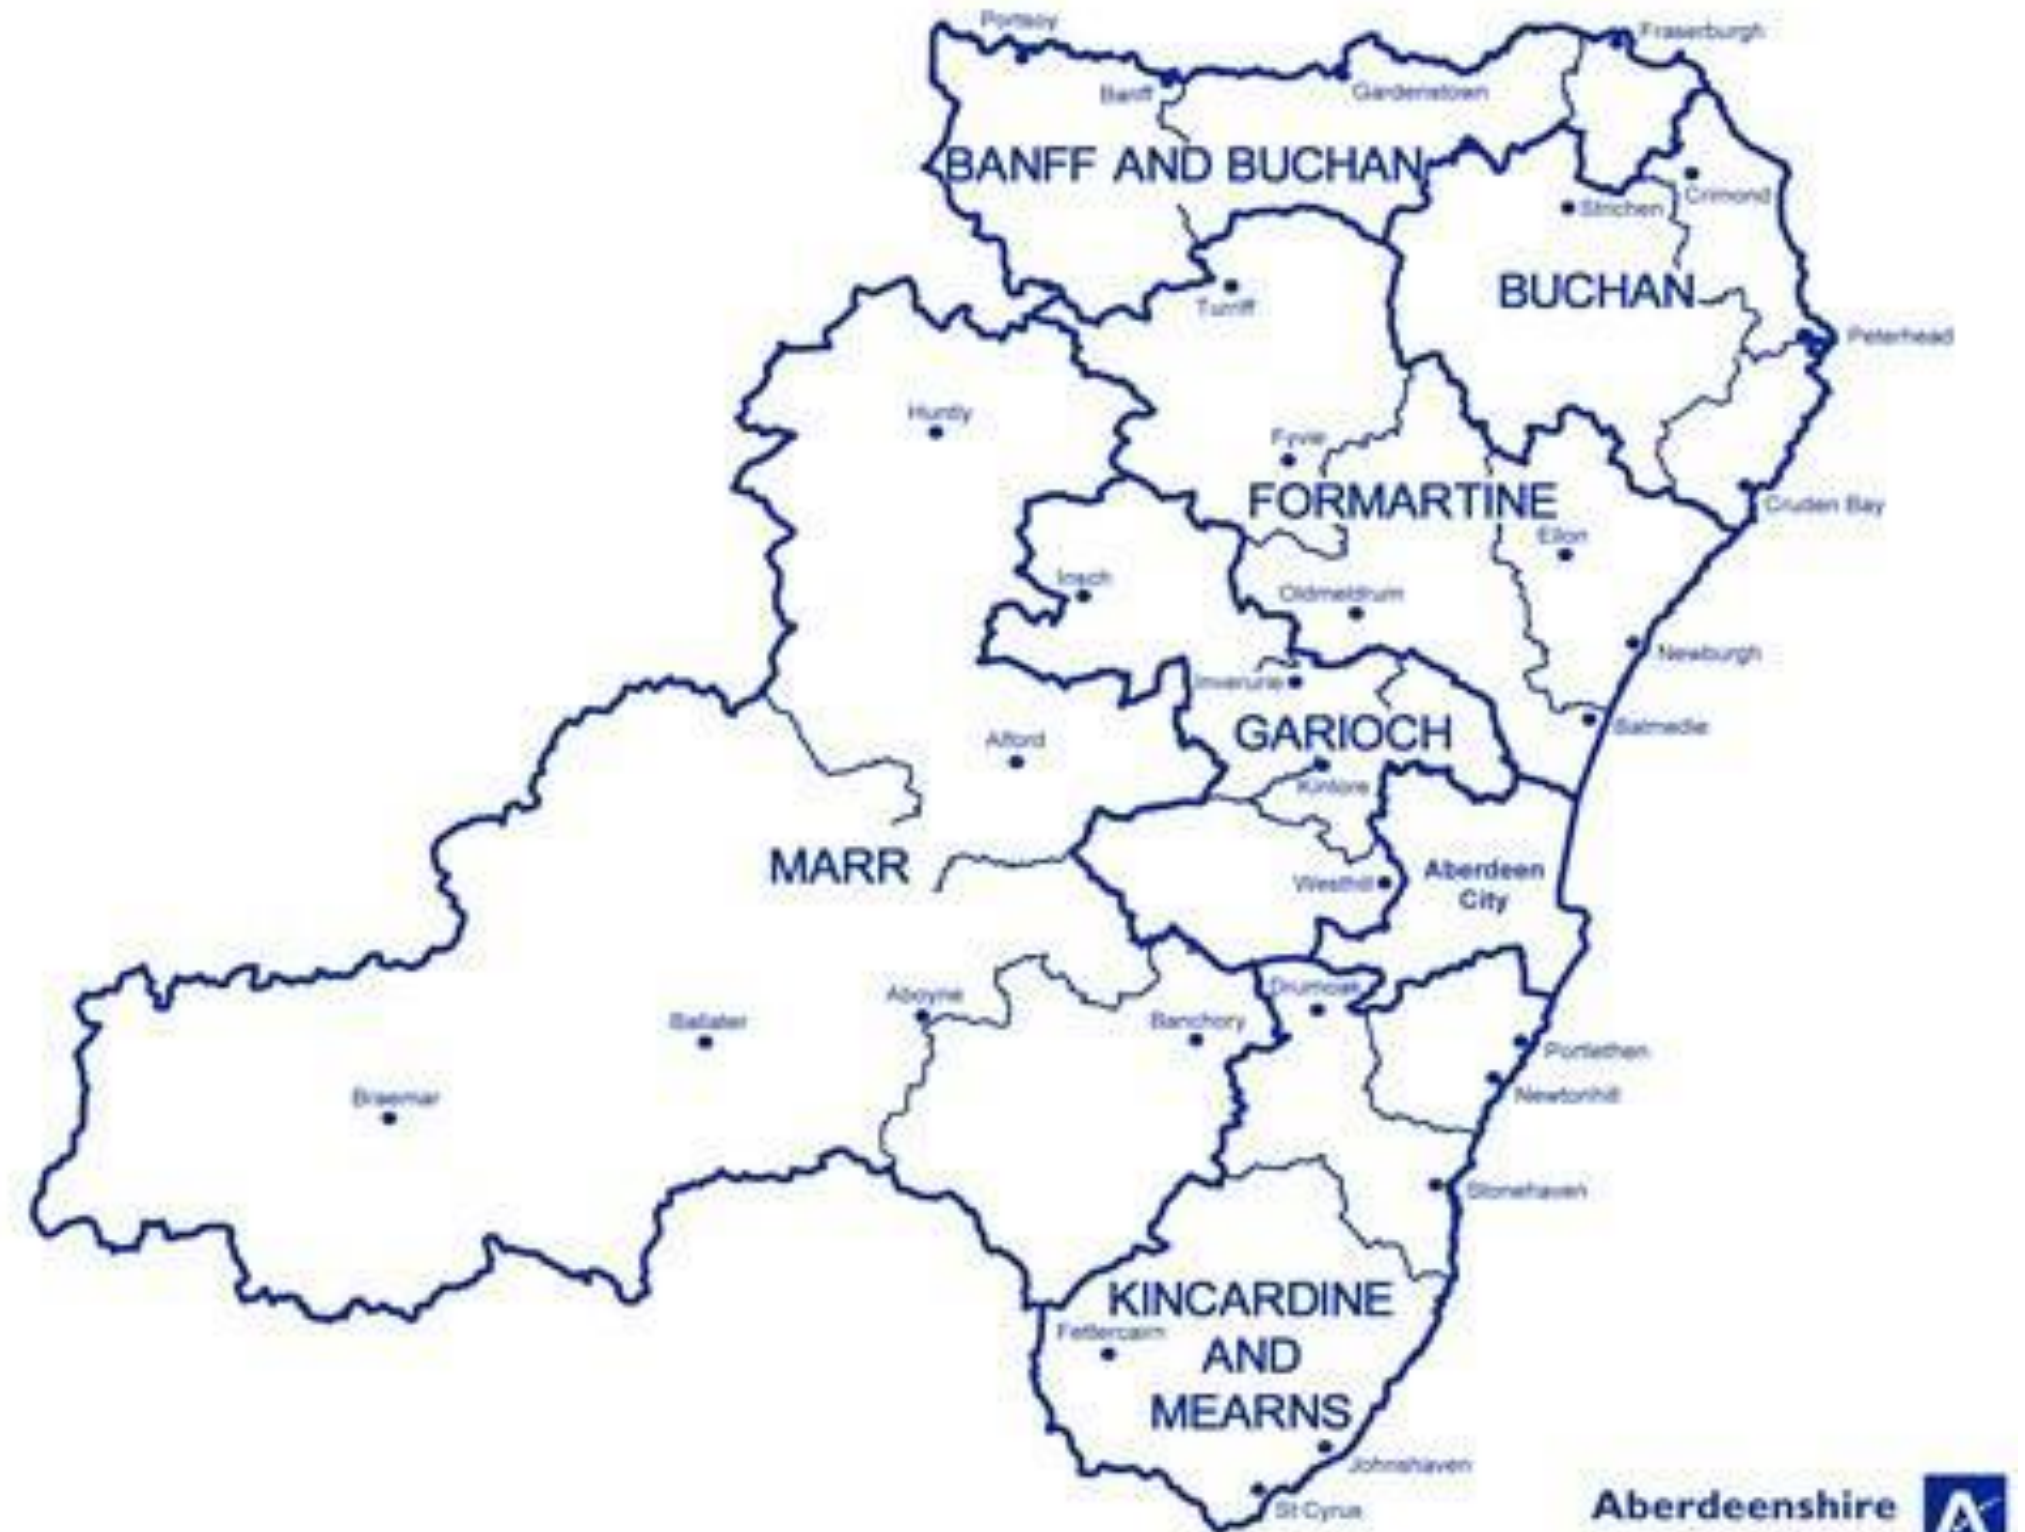 Portsoy
Fraserburgh
Banff
Gardenstown
BANFF AND BUCHAN
Crimond
Strichen
BUCHAN
Turriff
Peterhead
Huntly
Fyvie
FORMARTINE
Cruden Bay
Ellon
Insch
Oldmeldrum
Newburgh
Inverurie
Balmedie
GARIOCH
Alford
Kintore
MARR
Aberdeen
City
Westhill
Drumoak
Aboyne
Ballater
Banchory
Portlethen
Braemar
Newtonhill
Stonehaven
KINCARDINE
AND
MEARNS
Fettercairn
Johnshaven
St Cyrus
Aberdeenshire